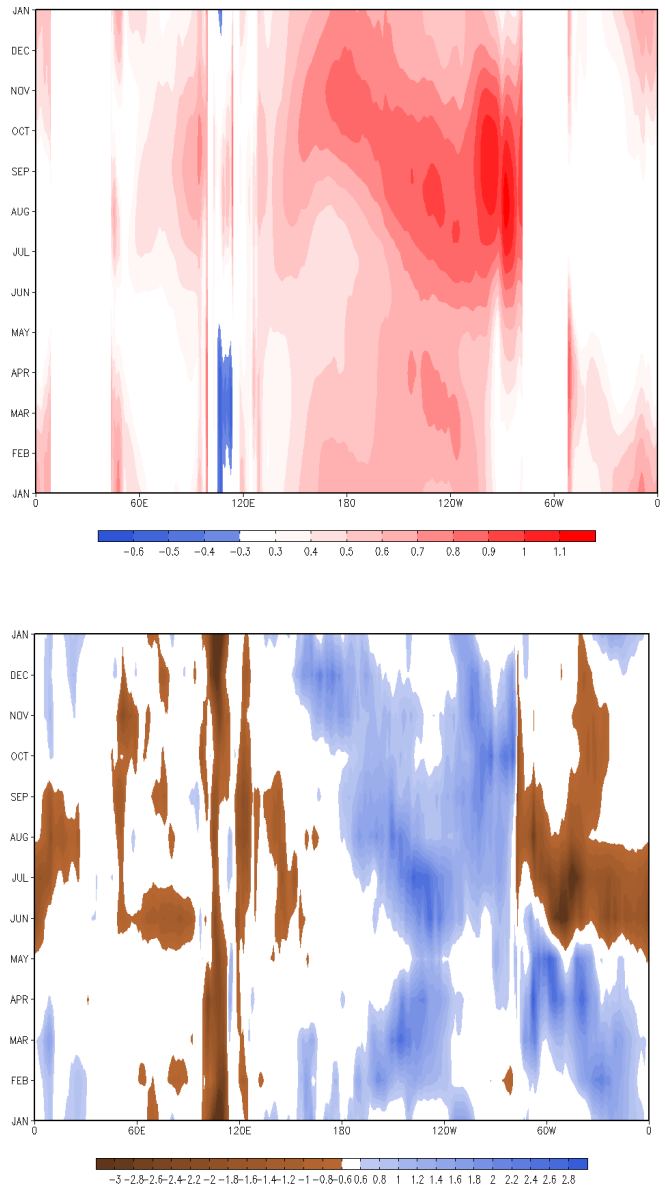 JAN
DEC
NOV
OCT
SEP
AUG
JUL
JUN
MAY
APR
MAR
FEB
JAN
0 60E 120E 180 120W 60W 0
-0.6 -0.5 -0.4 -0.3 0.3 0.4 0.5 0.6 0.7 0.8 0.9 1 1.1
JAN
DEC
NOV
OCT
SEP
AUG
JUL
JUN
MAY
APR
MAR
FEB
JAN
0 60E 120E 180 120W 60W 0
-3 -2.8 -2.6 -2.4 -2.2 -2 -1.8 -1.6 -1.4 -1.2 -1 -0.8 -0.6 0.6 0.8 1 1.2 1.4 1.6 1.8 2 2.2 2.4 2.6 2.8